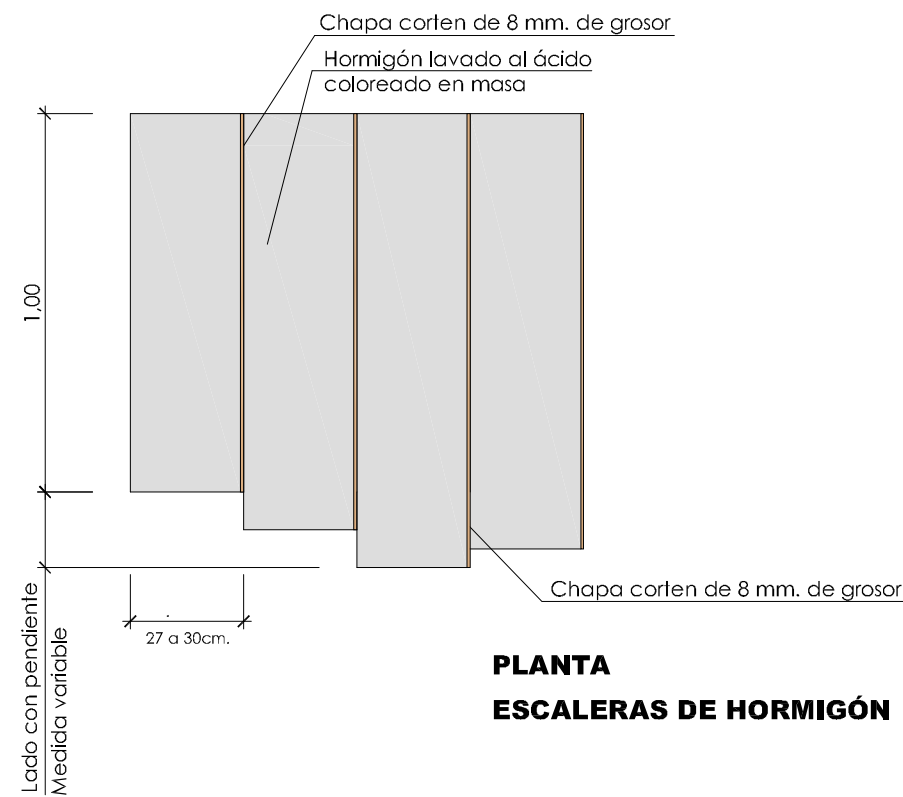 Chapa corten de 8 mm. de grosor
Hormigón lavado al ácido
coloreado en masa
1,00
Chapa corten de 8 mm. de grosor
27 a 30cm.
Lado con pendiente
Medida variable
PLANTA
ESCALERAS DE HORMIGÓN